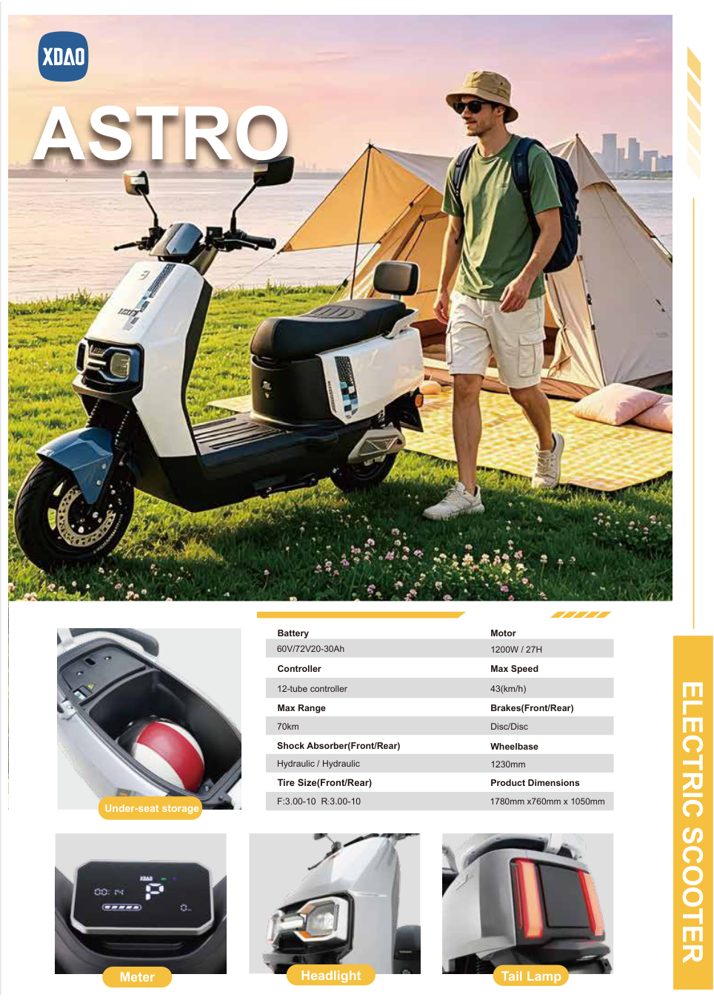 XDAO
ASTRO
Battery
Motor
60V/72V20-30Ah
1200W / 27H
Controller
Max Speed
12-tube controller
43(km/h)
Max Range
Brakes(Front/Rear)
70km
Disc/Disc
Shock Absorber(Front/Rear)
Wheelbase
Hydraulic / Hydraulic
1230mm
Tire Size(Front/Rear)
Product Dimensions
F:3.00-10 R:3.00-10
1780mm x760mm x 1050mm
Under-seat storage
XDAO
00: 14
P
Meter
Headlight
Tail Lamp
ELECTRIC SCOOTER